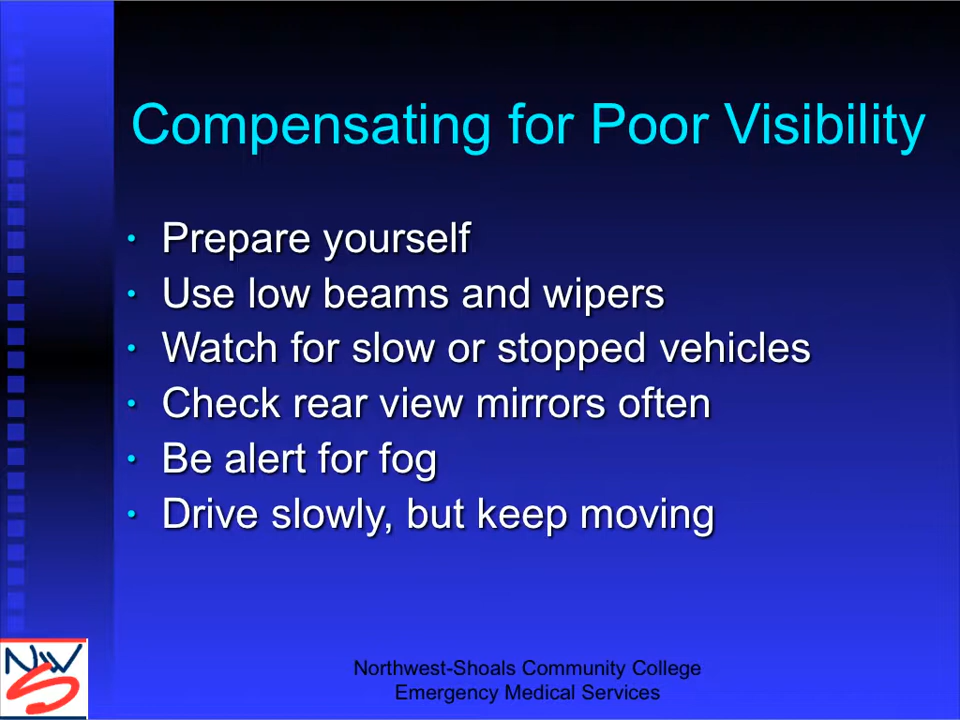 Compensating for Poor Visibility
· Prepare yourself
· Use low beams and wipers
· Watch for slow or stopped vehicles
· Check rear view mirrors often
· Be alert for fog
· Drive slowly, but keep moving
NWS
Northwest-Shoals Community College
Emergency Medical Services